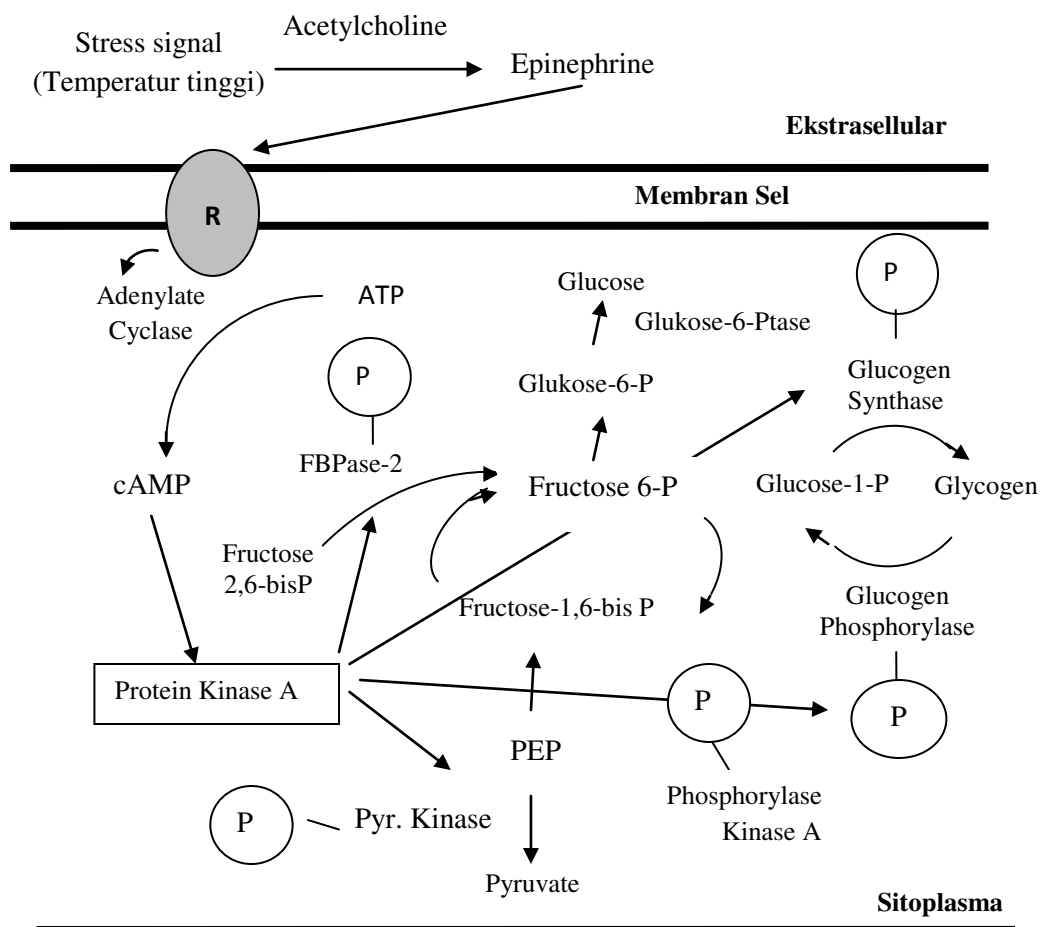 Acetylcholine
Stress signal
(Temperatur tinggi)
Epinephrine
Ekstrasellular
Membran Sel
R
Adenylate
Cyclase
ATP
P
FBPase-2
cAMP
Fructose
2,6-bisP
Glucose
Glukose-6-Ptase
Glukose-6-P
Fructose 6-P
P
Glucogen
Synthase
Glucose-1-P
Glycogen
Fructose-1,6-bis P
Glucogen
Phosphorylase
Protein Kinase A
P
P
PEP
Phosphorylase
Kinase A
P
Pyr. Kinase
Pyruvate
Sitoplasma